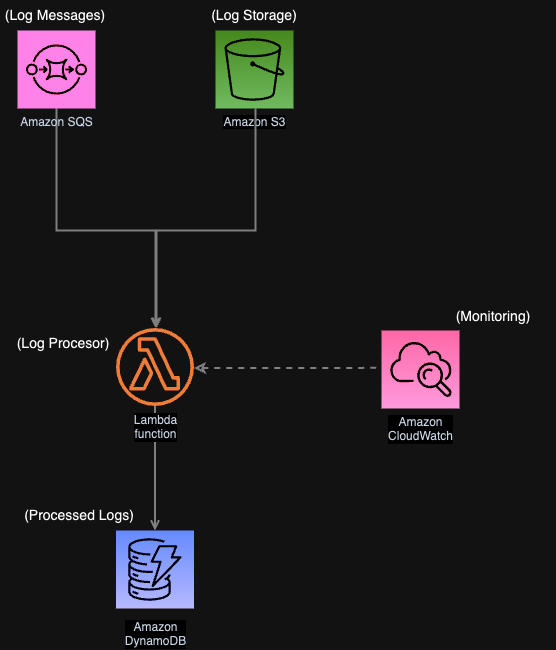 (Log Messages)
(Log Storage)
Amazon SQS
Amazon S3
(Monitoring)
(Log Procesor)
Lambda
function
Amazon
CloudWatch
(Processed Logs)
Amazon
DynamoDB